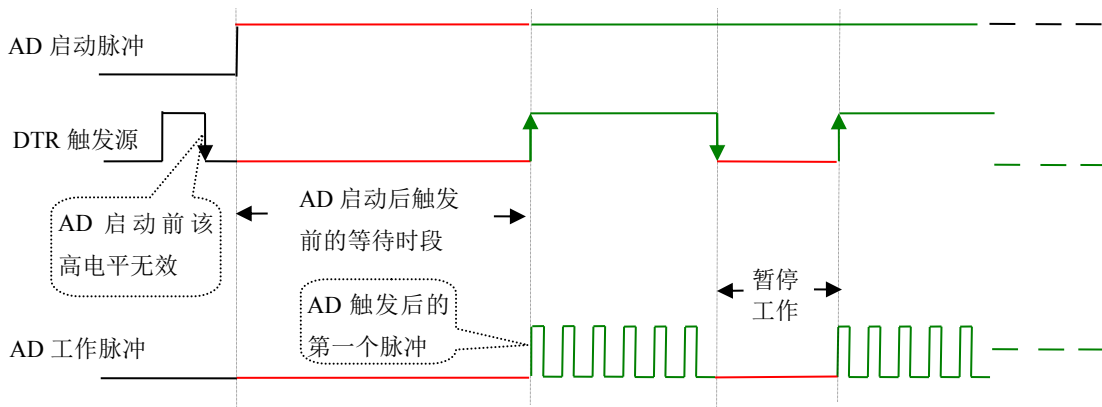 AD 启动脉冲
DTR 触发源
AD 启动前该
高电平无效
AD 启动后触发
前的等待时段
AD 触发后的
第一个脉冲
暂停
工作
AD 工作脉冲